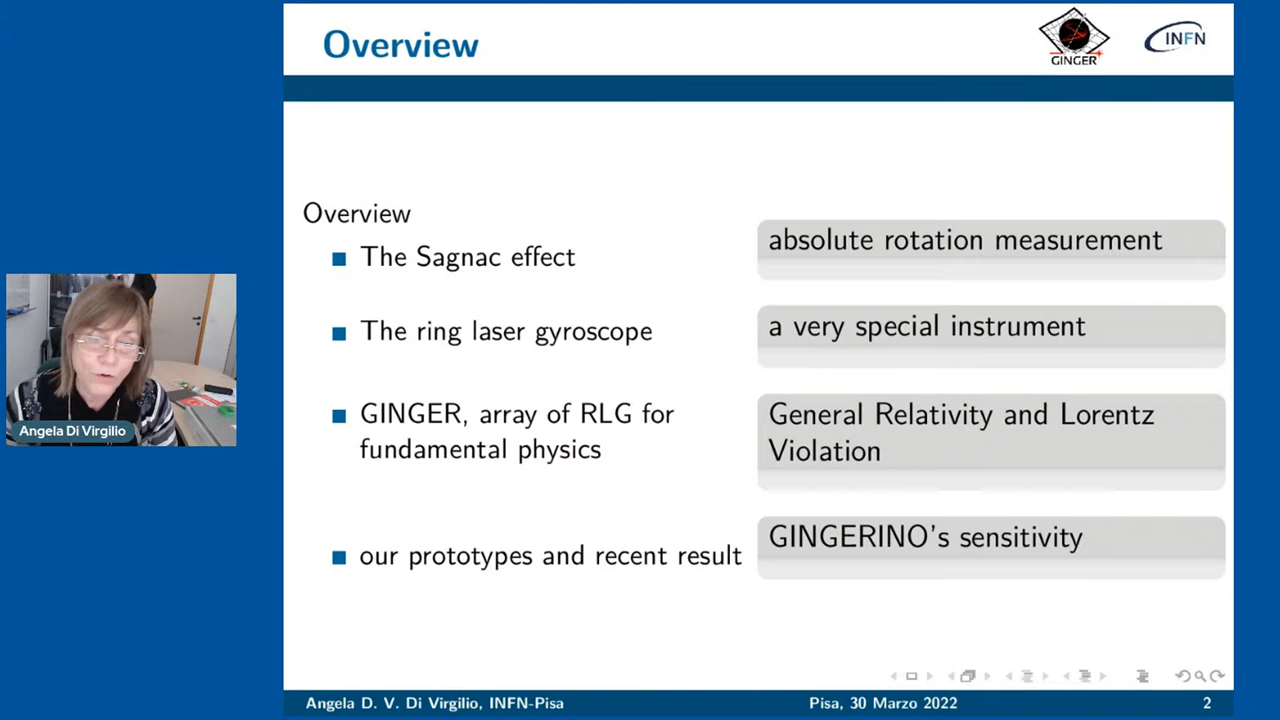 Overview
GINGER
INFN
Overview
The Sagnac effect
absolute rotation measurement
The ring laser gyroscope
a very special instrument
GINGER, array of RLG for
fundamental physics
General Relativity and Lorentz
Violation
our prototypes and recent result
GINGERINO's sensitivity
Angela Di Virgilio
Angela D. V. Di Virgilio, INFN-Pisa
Pisa, 30 Marzo 2022
2